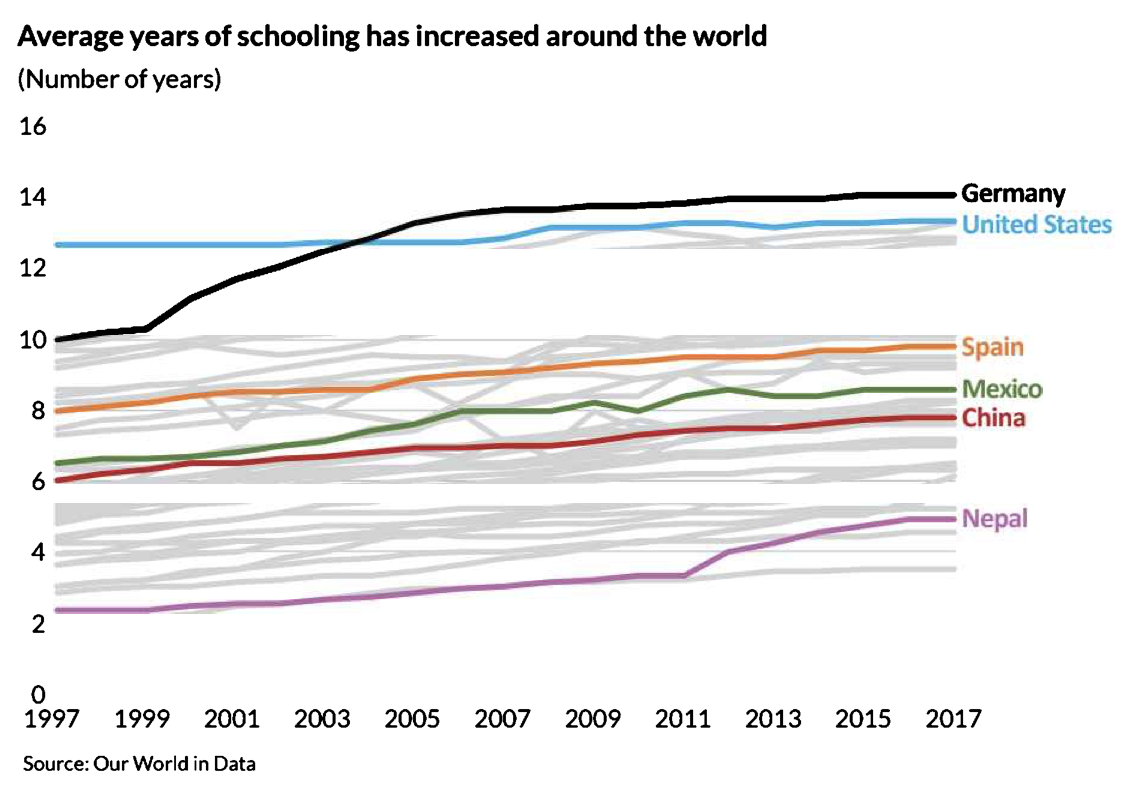 Average years of schooling has increased around the world
(Number of years)
16
14
Germany
United States
12
10
Spain
Mexico
8
China
6
Nepal
4
2
0
1997 1999 2001 2003 2005 2007 2009 2011 2013 2015 2017
Source: Our World in Data